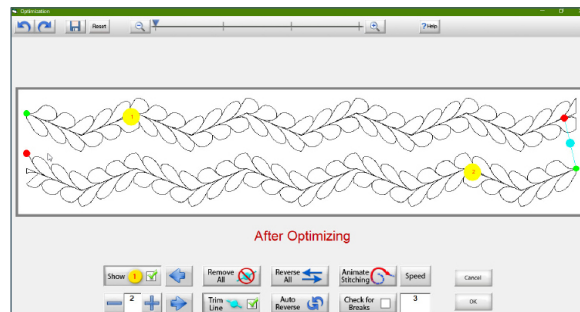 Optimization
Reset
?Help
1
2
After Optimizing
Show 1
Remove All
Reverse All
Animate Stitching
Speed
Cancel
2
Trim Line
Auto Reverse
Check for Breaks
3
OK